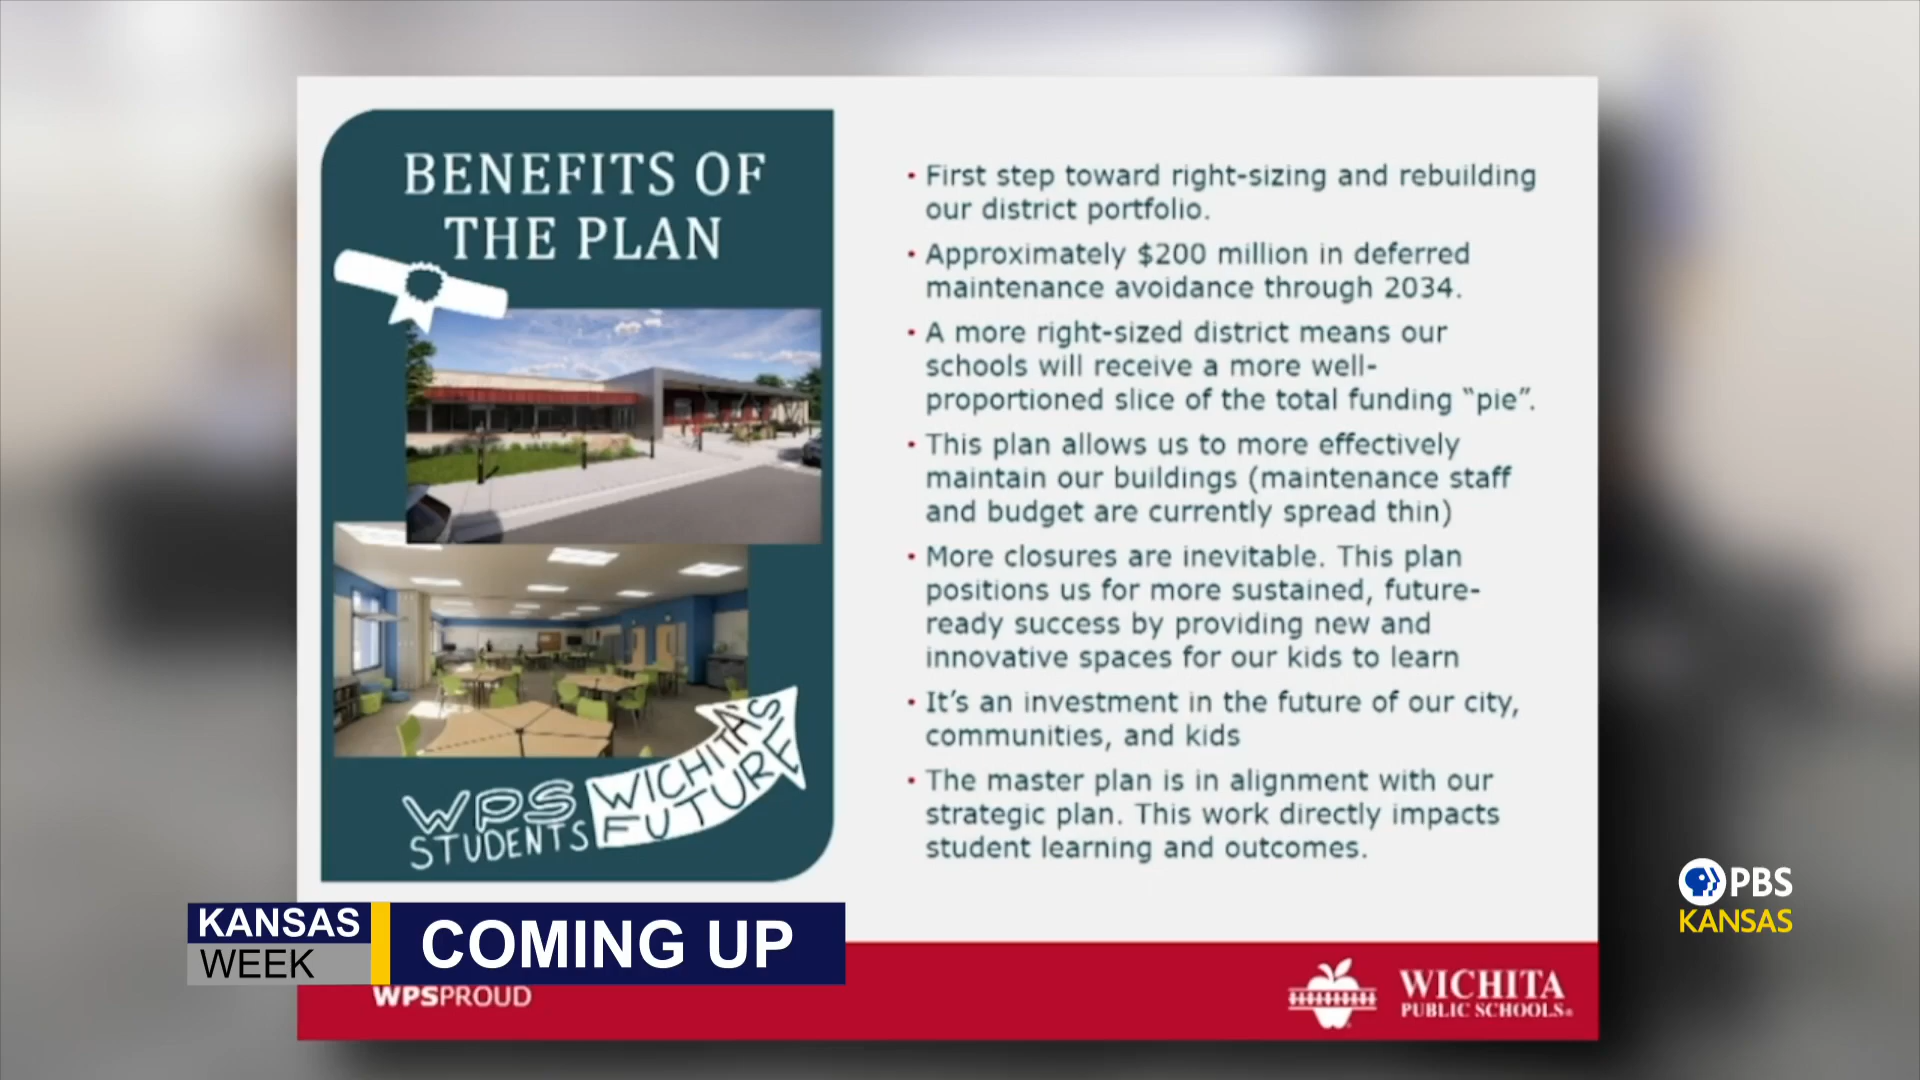 BENEFITS OF
THE PLAN
WPS
STUDENTS
WICHITA'S
FUTURE
• First step toward right-sizing and rebuilding
our district portfolio.
• Approximately $200 million in deferred
maintenance avoidance through 2034.
• A more right-sized district means our
schools will receive a more well-
proportioned slice of the total funding “pie”.
• This plan allows us to more effectively
maintain our buildings (maintenance staff
and budget are currently spread thin)
• More closures are inevitable. This plan
positions us for more sustained, future-
ready success by providing new and
innovative spaces for our kids to learn
• It’s an investment in the future of our city,
communities, and kids
• The master plan is in alignment with our
strategic plan. This work directly impacts
student learning and outcomes.
PBS
KANSAS
KANSAS
WEEK
COMING UP
WPSPROUD
WICHITA
PUBLIC SCHOOLS®